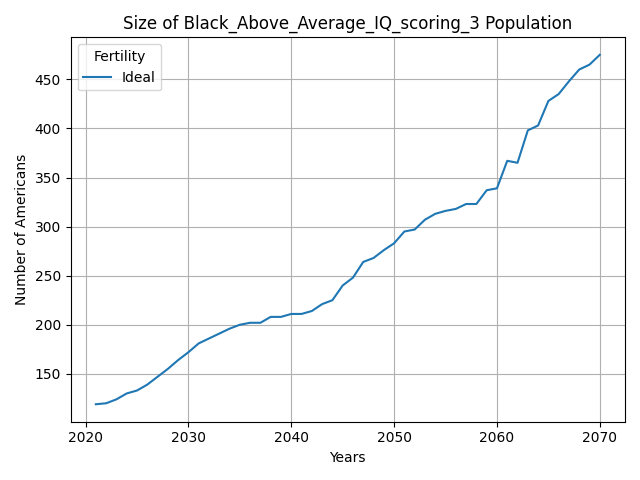 Size of Black_Above_Average_IQ_scoring_3 Population
Fertility
Ideal
Number of Americans
450
400
350
300
250
200
150
2020 2030 2040 2050 2060 2070
Years